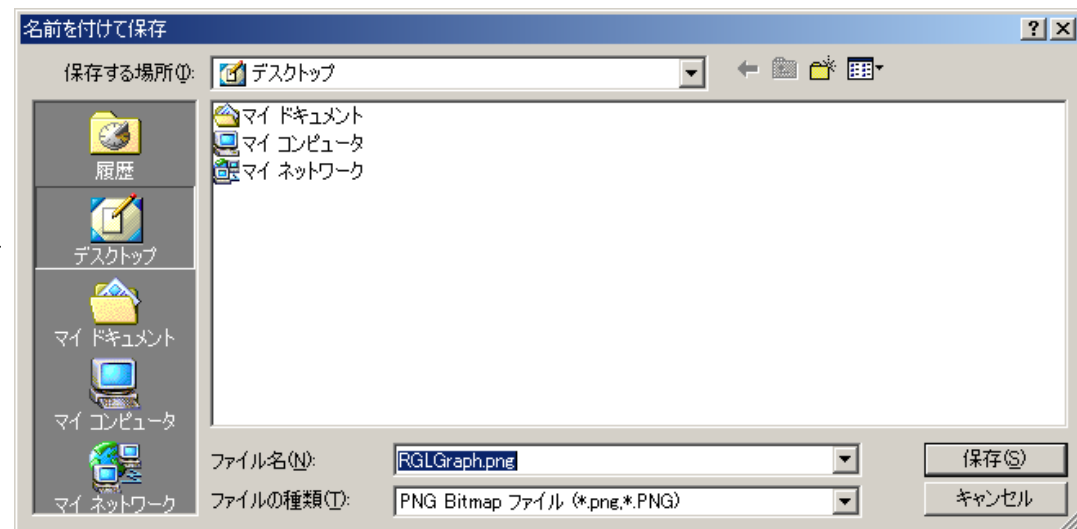 名前を付けて保存
保存する場所(I):
デスクトップ
履歴
デスクトップ
マイ ドキュメント
マイ コンピュータ
マイ ネットワーク
マイ ドキュメント
マイ コンピュータ
マイ ネットワーク
ファイル名(N):
RGLGraph.png
保存(S)
ファイルの種類(T):
PNG Bitmap ファイル (*.png,*.PNG)
キャンセル